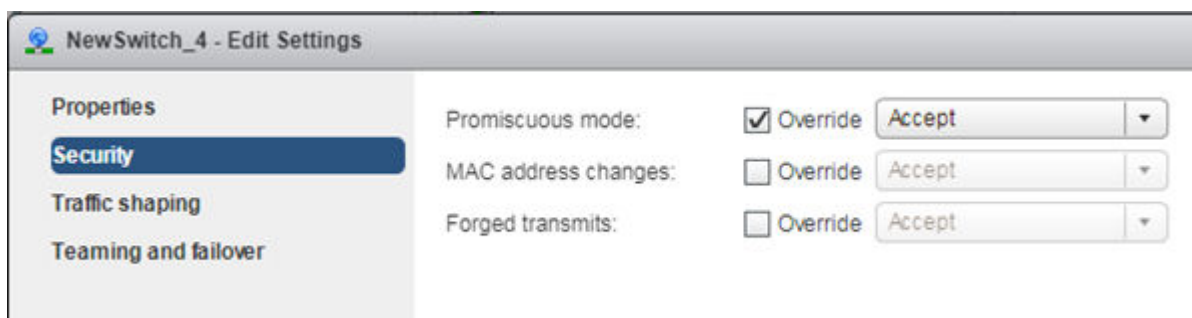 NewSwitch_4 - Edit Settings
Properties
Security
Traffic shaping
Teaming and failover
Promiscuous mode: Override Accept
MAC address changes: Override Accept
Forged transmits: Override Accept